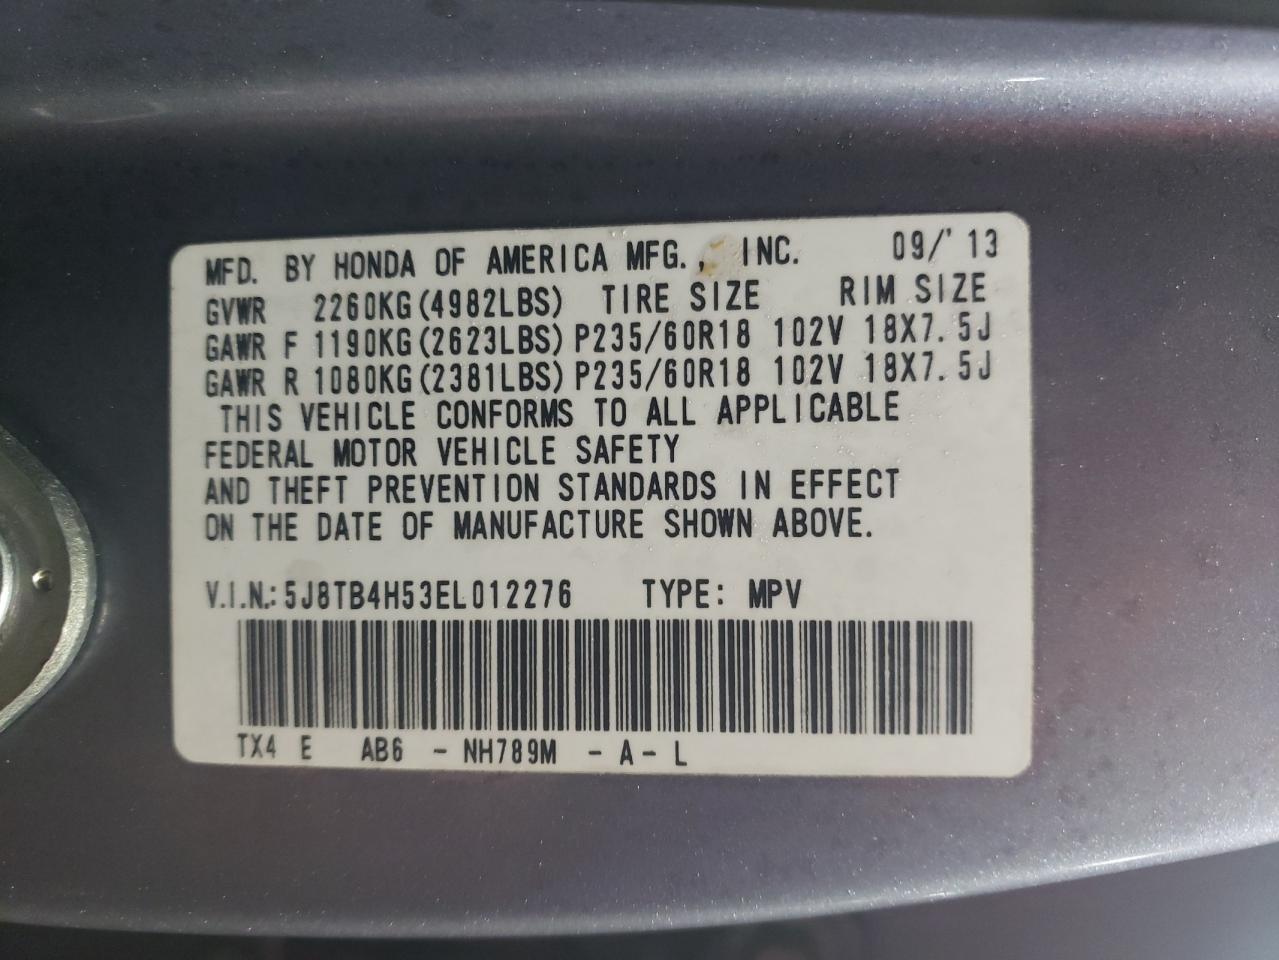 MFD. BY HONDA OF AMERICA MFG., INC. 09/'13
GVWR 2260KG(4982LBS) TIRE SIZE RIM SIZE
GAWR F 1190KG(2623LBS) P235/60R18 102V 18X7.5J
GAWR R 1080KG(2381LBS) P235/60R18 102V 18X7.5J
THIS VEHICLE CONFORMS TO ALL APPLICABLE
FEDERAL MOTOR VEHICLE SAFETY
AND THEFT PREVENTION STANDARDS IN EFFECT
ON THE DATE OF MANUFACTURE SHOWN ABOVE.
V.I.N.: 5J8TB4H53EL012276 TYPE: MPV
TX4 E AB6 - NH789M - A - L